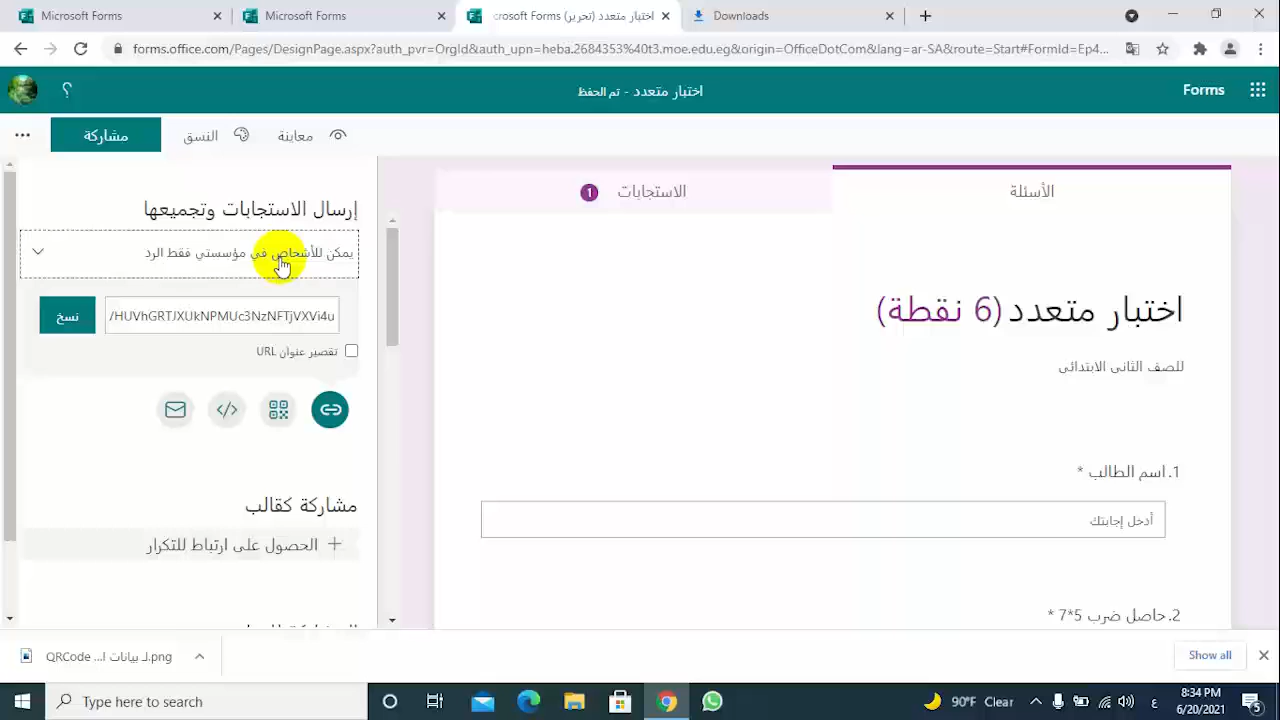 Microsoft Forms
Microsoft Forms
اختبار متعدد (تحرير) crosoft Forms
Downloads
forms.office.com/Pages/DesignPage.aspx?auth_pvr=OrgId&auth_upn=heba.2684353%40t3.moe.edu.eg&origin=OfficeDotCom&lang=ar-SA&route=Start#FormId=Ep4...
Forms
اختبار متعدد - تم الحفظ
؟
معاينة
النسق
مشاركة
...
الأسئلة
الاستجابات
1
إرسال الاستجابات وتجميعها
يمكن للأشخاص في مؤسستي فقط الرد
/HUVhGRTJXUkNPMUc3NzNFTjVXVi4u
نسخ
تقصير عنوان URL
مشاركة كقالب
+ الحصول على ارتباط للتكرار
اختبار متعدد (6 نقطة)
للصف الثانى الابتدائى
1. اسم الطالب *
أدخل إجابتك
2. حاصل ضرب 5*7 *
QRCode لـ بيانات ا....png
Show all
Type here to search
90°F Clear
ع
8:34 PM
6/20/2021
5